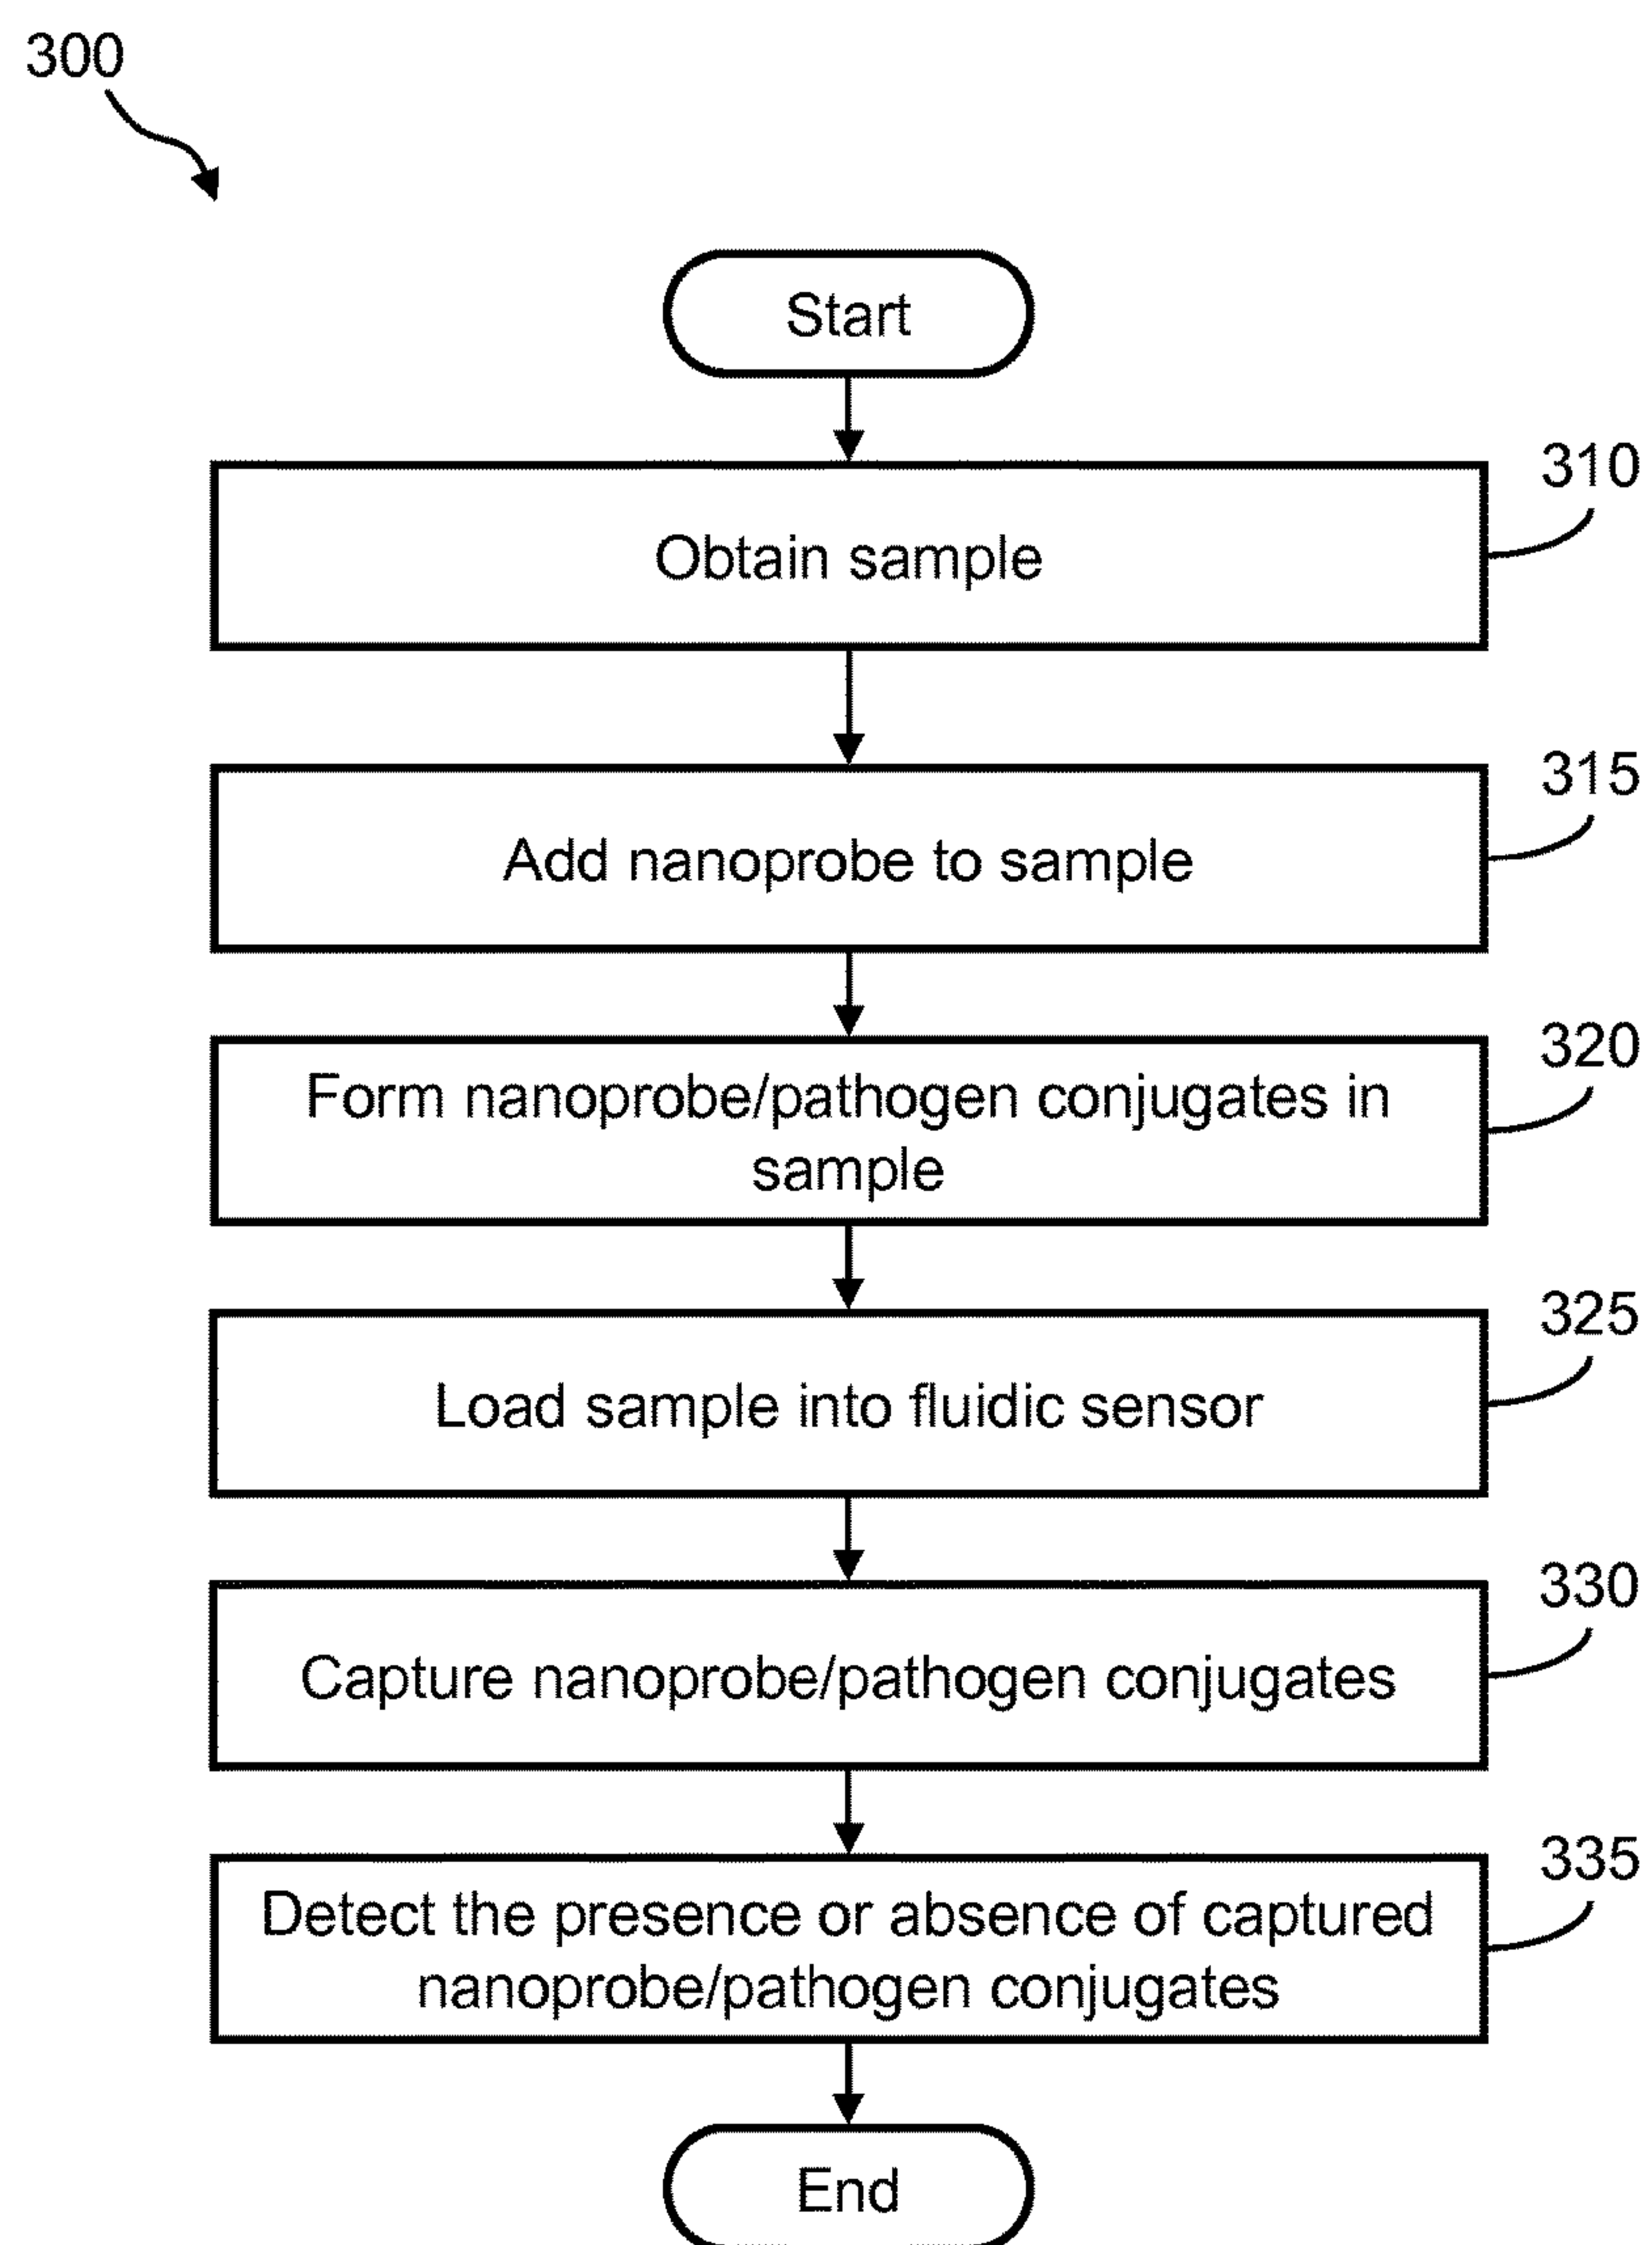 300
Start
310
Obtain sample
315
Add nanoprobe to sample
320
Form nanoprobe/pathogen conjugates in
sample
325
Load sample into fluidic sensor
330
Capture nanoprobe/pathogen conjugates
335
Detect the presence or absence of captured
nanoprobe/pathogen conjugates
End